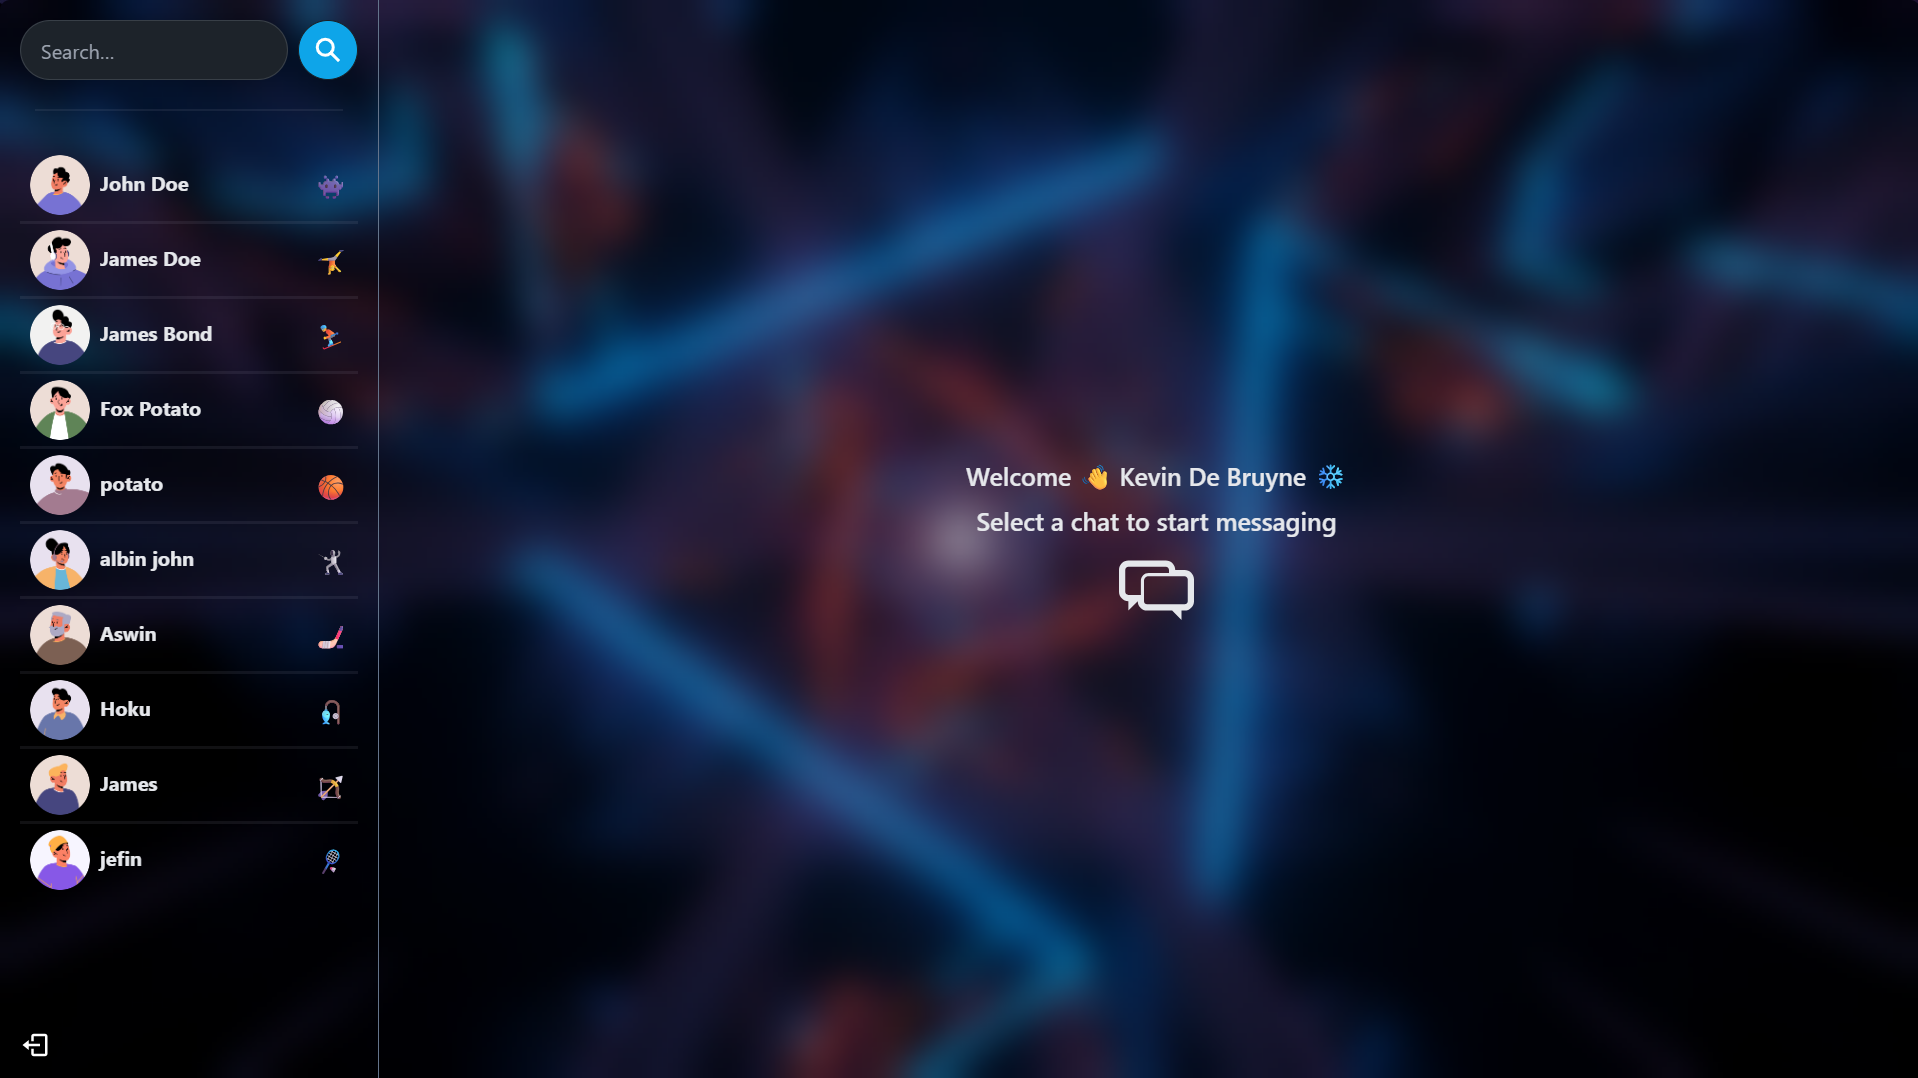 Search...
John Doe
James Doe
James Bond
Fox Potato
potato
albin john
Aswin
Hoku
James
jefin
Welcome 👋 Kevin De Bruyne ❄️
Select a chat to start messaging